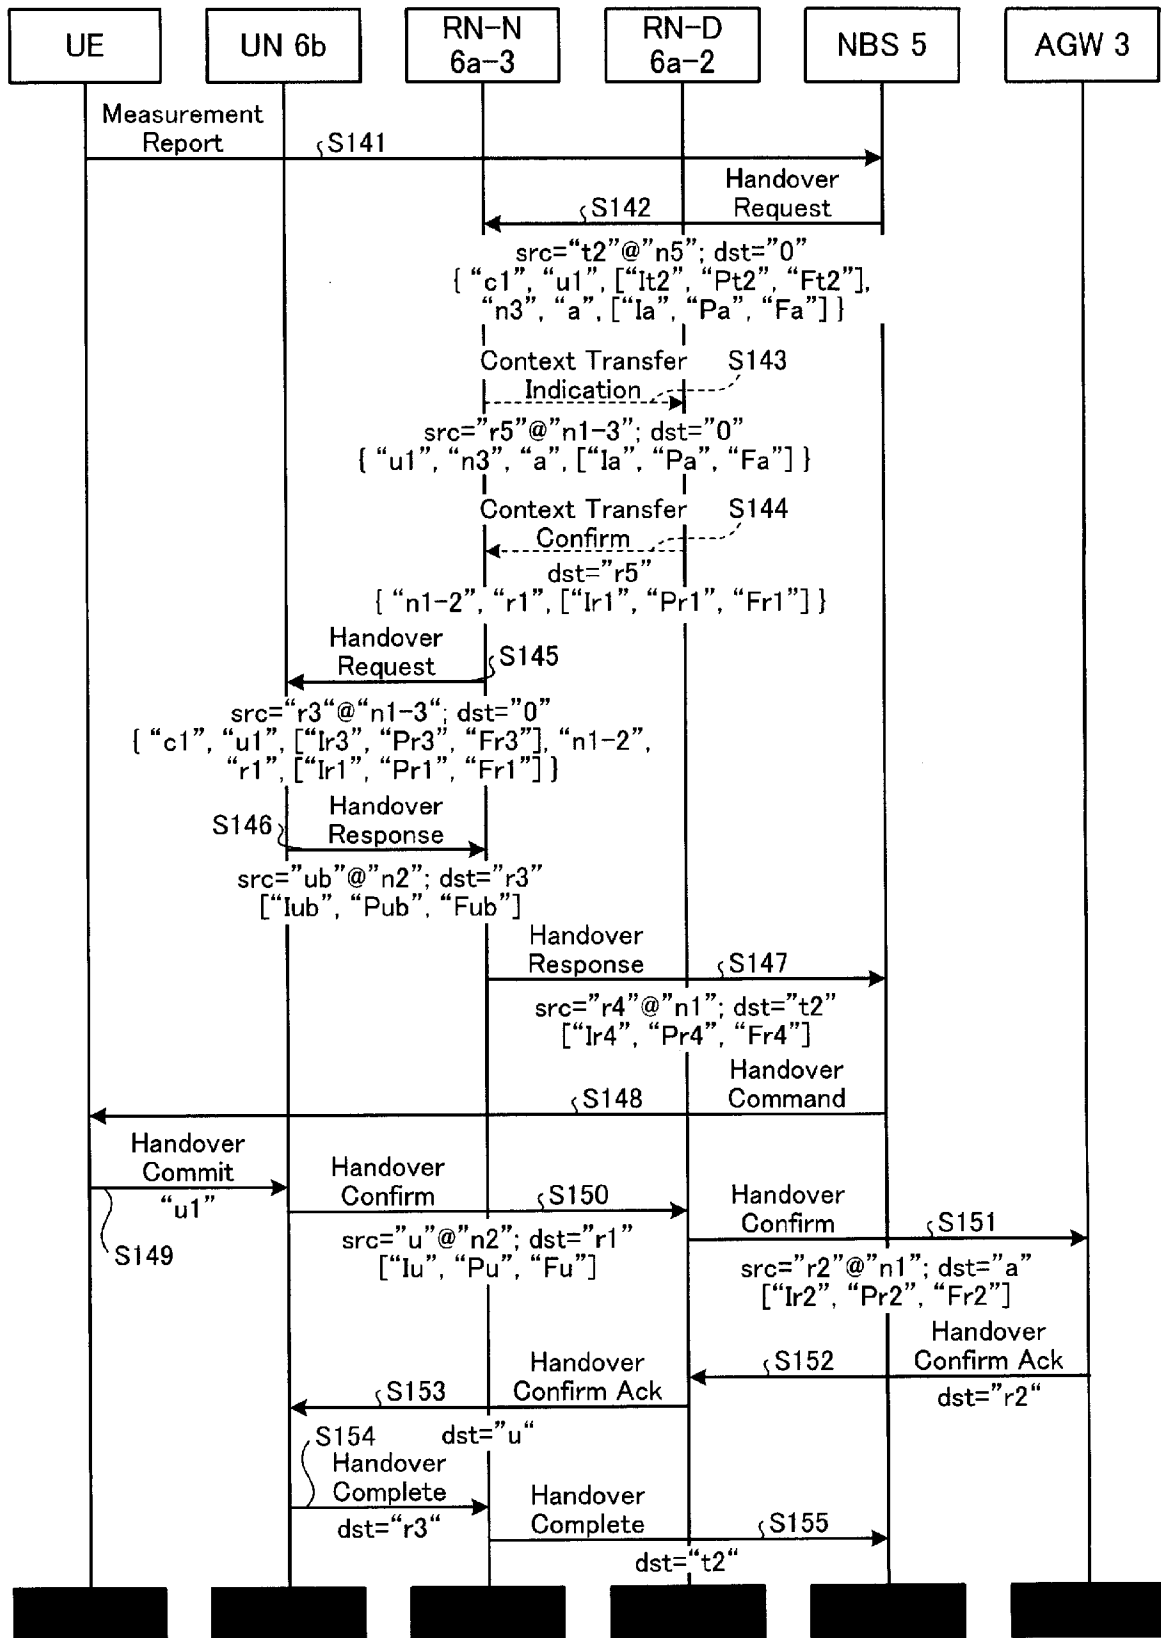 UE
UN 6b
RN-N
6a-3
RN-D
6a-2
NBS 5
AGW 3
Measurement
Report
S141
Handover
Request
S142
src=“t2”@”n5”; dst=”0”
{ “c1”, “u1”, [“It2”, “Pt2”, “Ft2”],
“n3”, “a”, [“Ia”, “Pa”, “Fa”] }
Context Transfer
Indication
S143
src=”r5”@”n1-3”; dst=”0”
{ “u1”, “n3”, “a”, [“Ia”, “Pa”, “Fa”] }
Context Transfer
Confirm
S144
dst=”r5”
{ “n1-2”, “r1”, [“Ir1”, “Pr1”, “Fr1”] }
Handover
Request
S145
src=“r3“@“n1-3“; dst=”0”
{ “c1”, “u1”, [“Ir3”, “Pr3”, “Fr3”], “n1-2”,
“r1”, [“Ir1”, “Pr1”, “Fr1”] }
Handover
Response
S146
src=”ub”@”n2”; dst=”r3”
[“Iub”, “Pub”, “Fub”]
Handover
Response
S147
src=”r4”@”n1”; dst=”t2”
[“Ir4”, “Pr4”, “Fr4”]
Handover
Command
S148
Handover
Commit
“u1”
S149
Handover
Confirm
S150
src=”u”@”n2”; dst=”r1”
[“Iu”, “Pu”, “Fu”]
Handover
Confirm
S151
src=”r2”@”n1”; dst=”a”
[“Ir2”, “Pr2”, “Fr2”]
Handover
Confirm Ack
S152
dst=”r2“
Handover
Confirm Ack
S153
dst=”u“
S154
Handover
Complete
dst=“r3“
Handover
Complete
S155
dst=“t2“